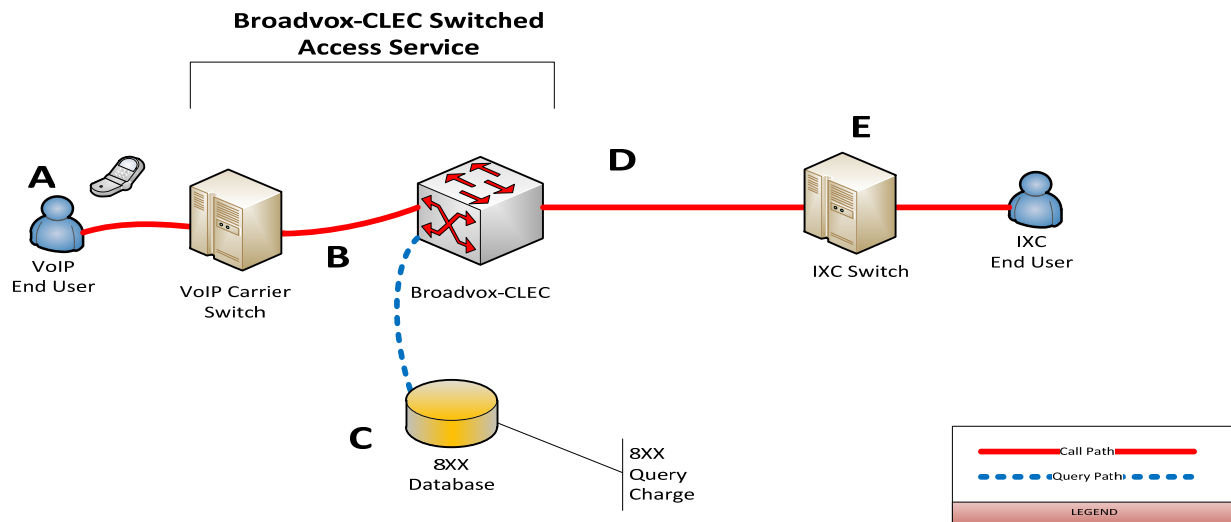 Broadvox-CLEC Switched
Access Service
A
B
C
D
E
VoIP
End User
VoIP Carrier
Switch
Broadvox-CLEC
IXC Switch
IXC
End User
8XX
Database
8XX
Query
Charge
Call Path
Query Path
LEGEND